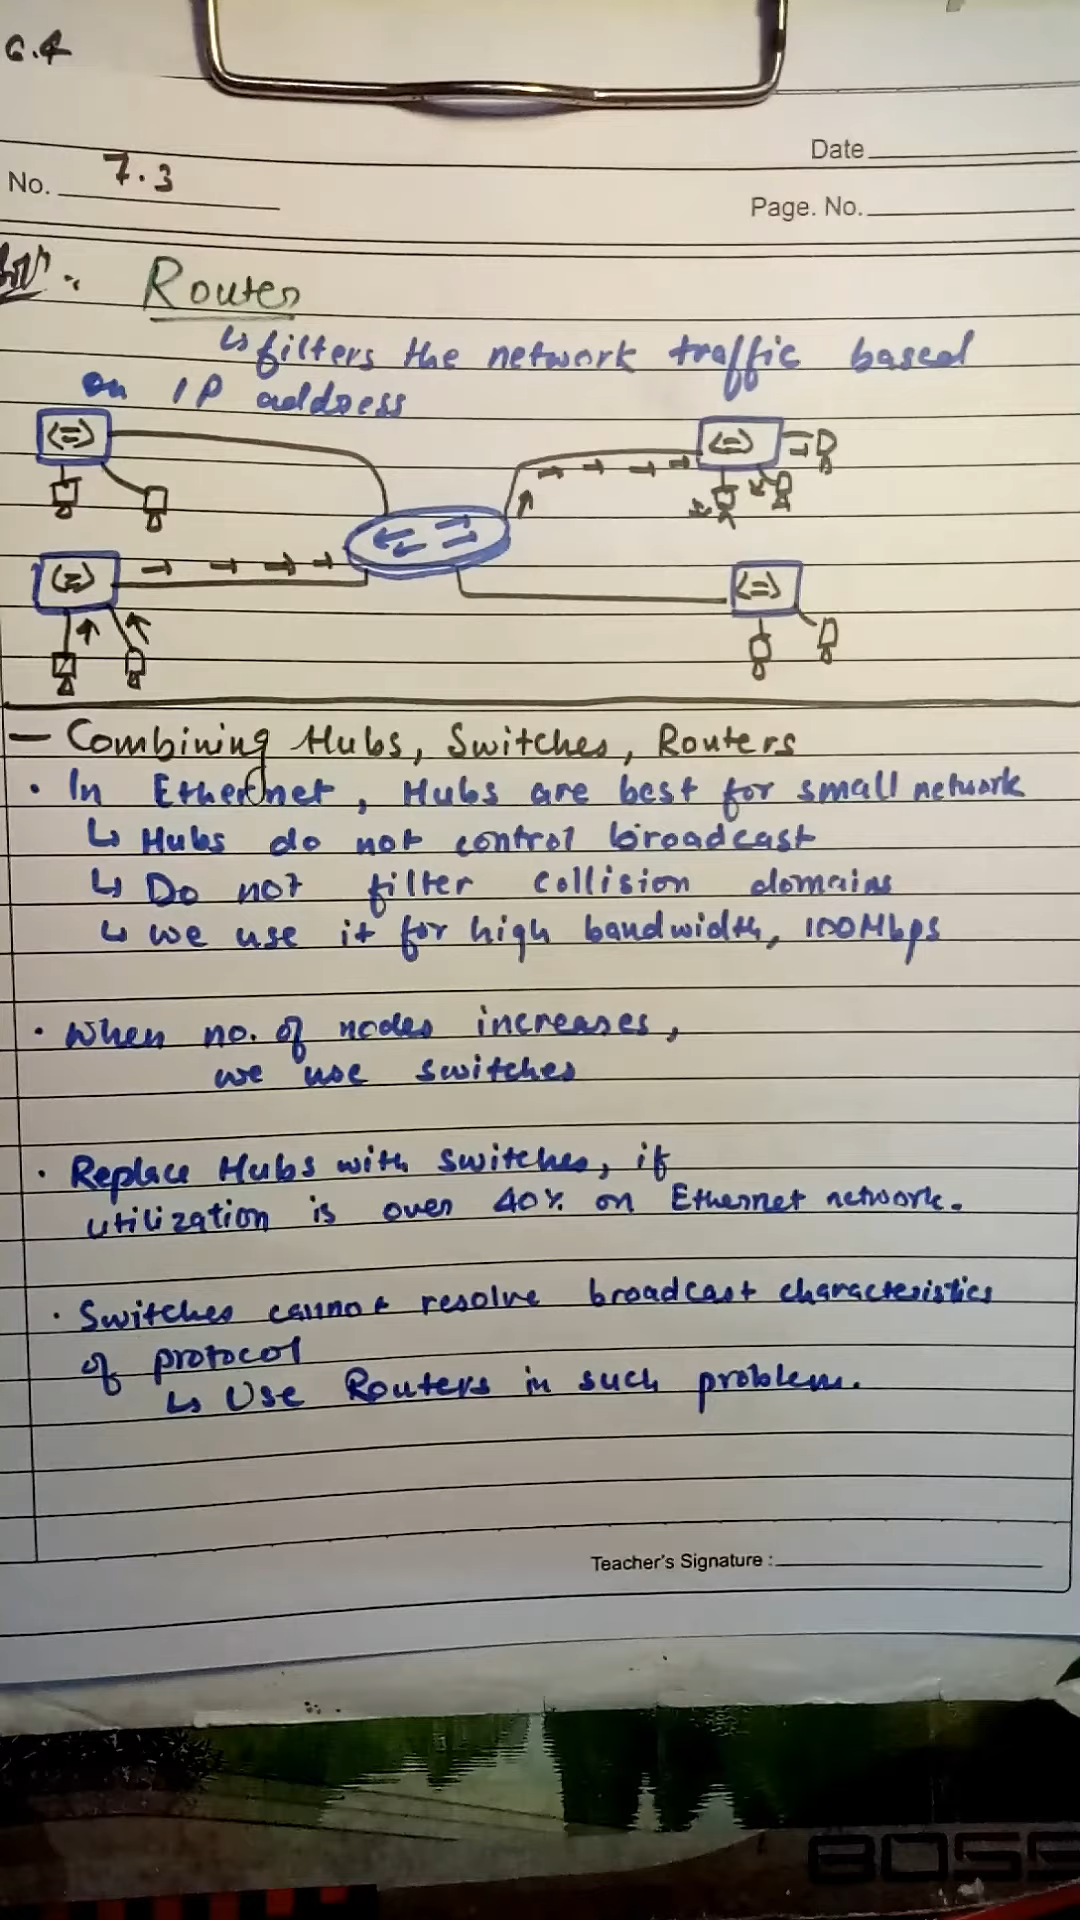 6.4
Date
No. 7.3
Page. No.
Router
↳ filters the network traffic based
on IP address
— Combining Hubs, Switches, Routers
• In Ethernet, Hubs are best for small network
↳ Hubs do not control broadcast
↳ Do not filter collision domains
↳ we use it for high bandwidth, 100Mbps
• When no. of nodes increases,
we use switches
• Replace Hubs with switches, if
utilization is over 40% on Ethernet network.
• Switches cannot resolve broadcast characteristics
of protocol
↳ Use Routers in such problem.
Teacher's Signature :
BOSS